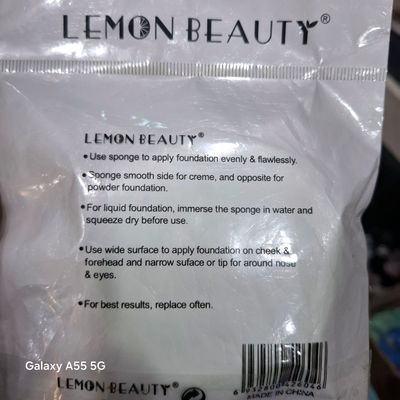 LEMON BEAUTY®
LEMON BEAUTY®
• Use sponge to apply foundation evenly & flawlessly.
• Sponge smooth side for creme, and opposite for
powder foundation.
• For liquid foundation, immerse the sponge in water and
squeeze dry before use.
• Use wide surface to apply foundation on cheek &
forehead and narrow suface or tip for around nose
& eyes.
• For best results, replace often.
Galaxy A55 5G
LEMON BEAUTY®
6 932800 426046
MADE IN CHINA